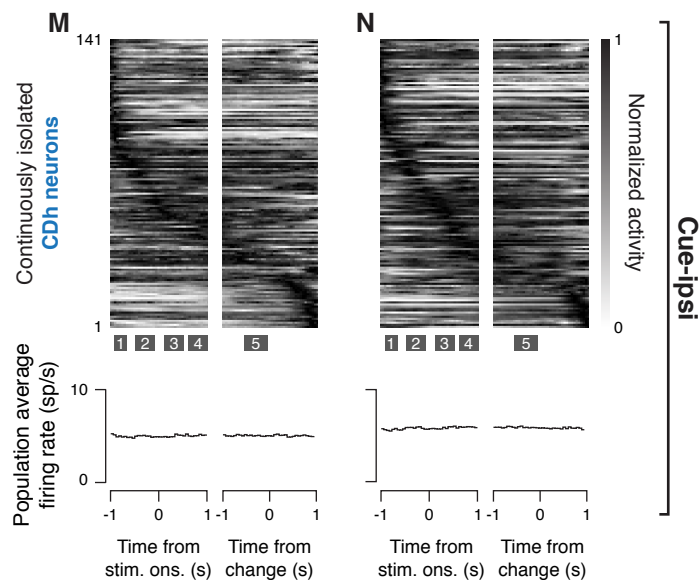 M
N
141
1
Continuously isolated
CDh neurons
1 2 3 4 5
1 2 3 4 5
1
0
Normalized activity
Cue-ipsi
Population average
firing rate (sp/s)
10
0
-1 0 1 -1 0 1
-1 0 1 -1 0 1
Time from
stim. ons. (s)
Time from
change (s)
Time from
stim. ons. (s)
Time from
change (s)